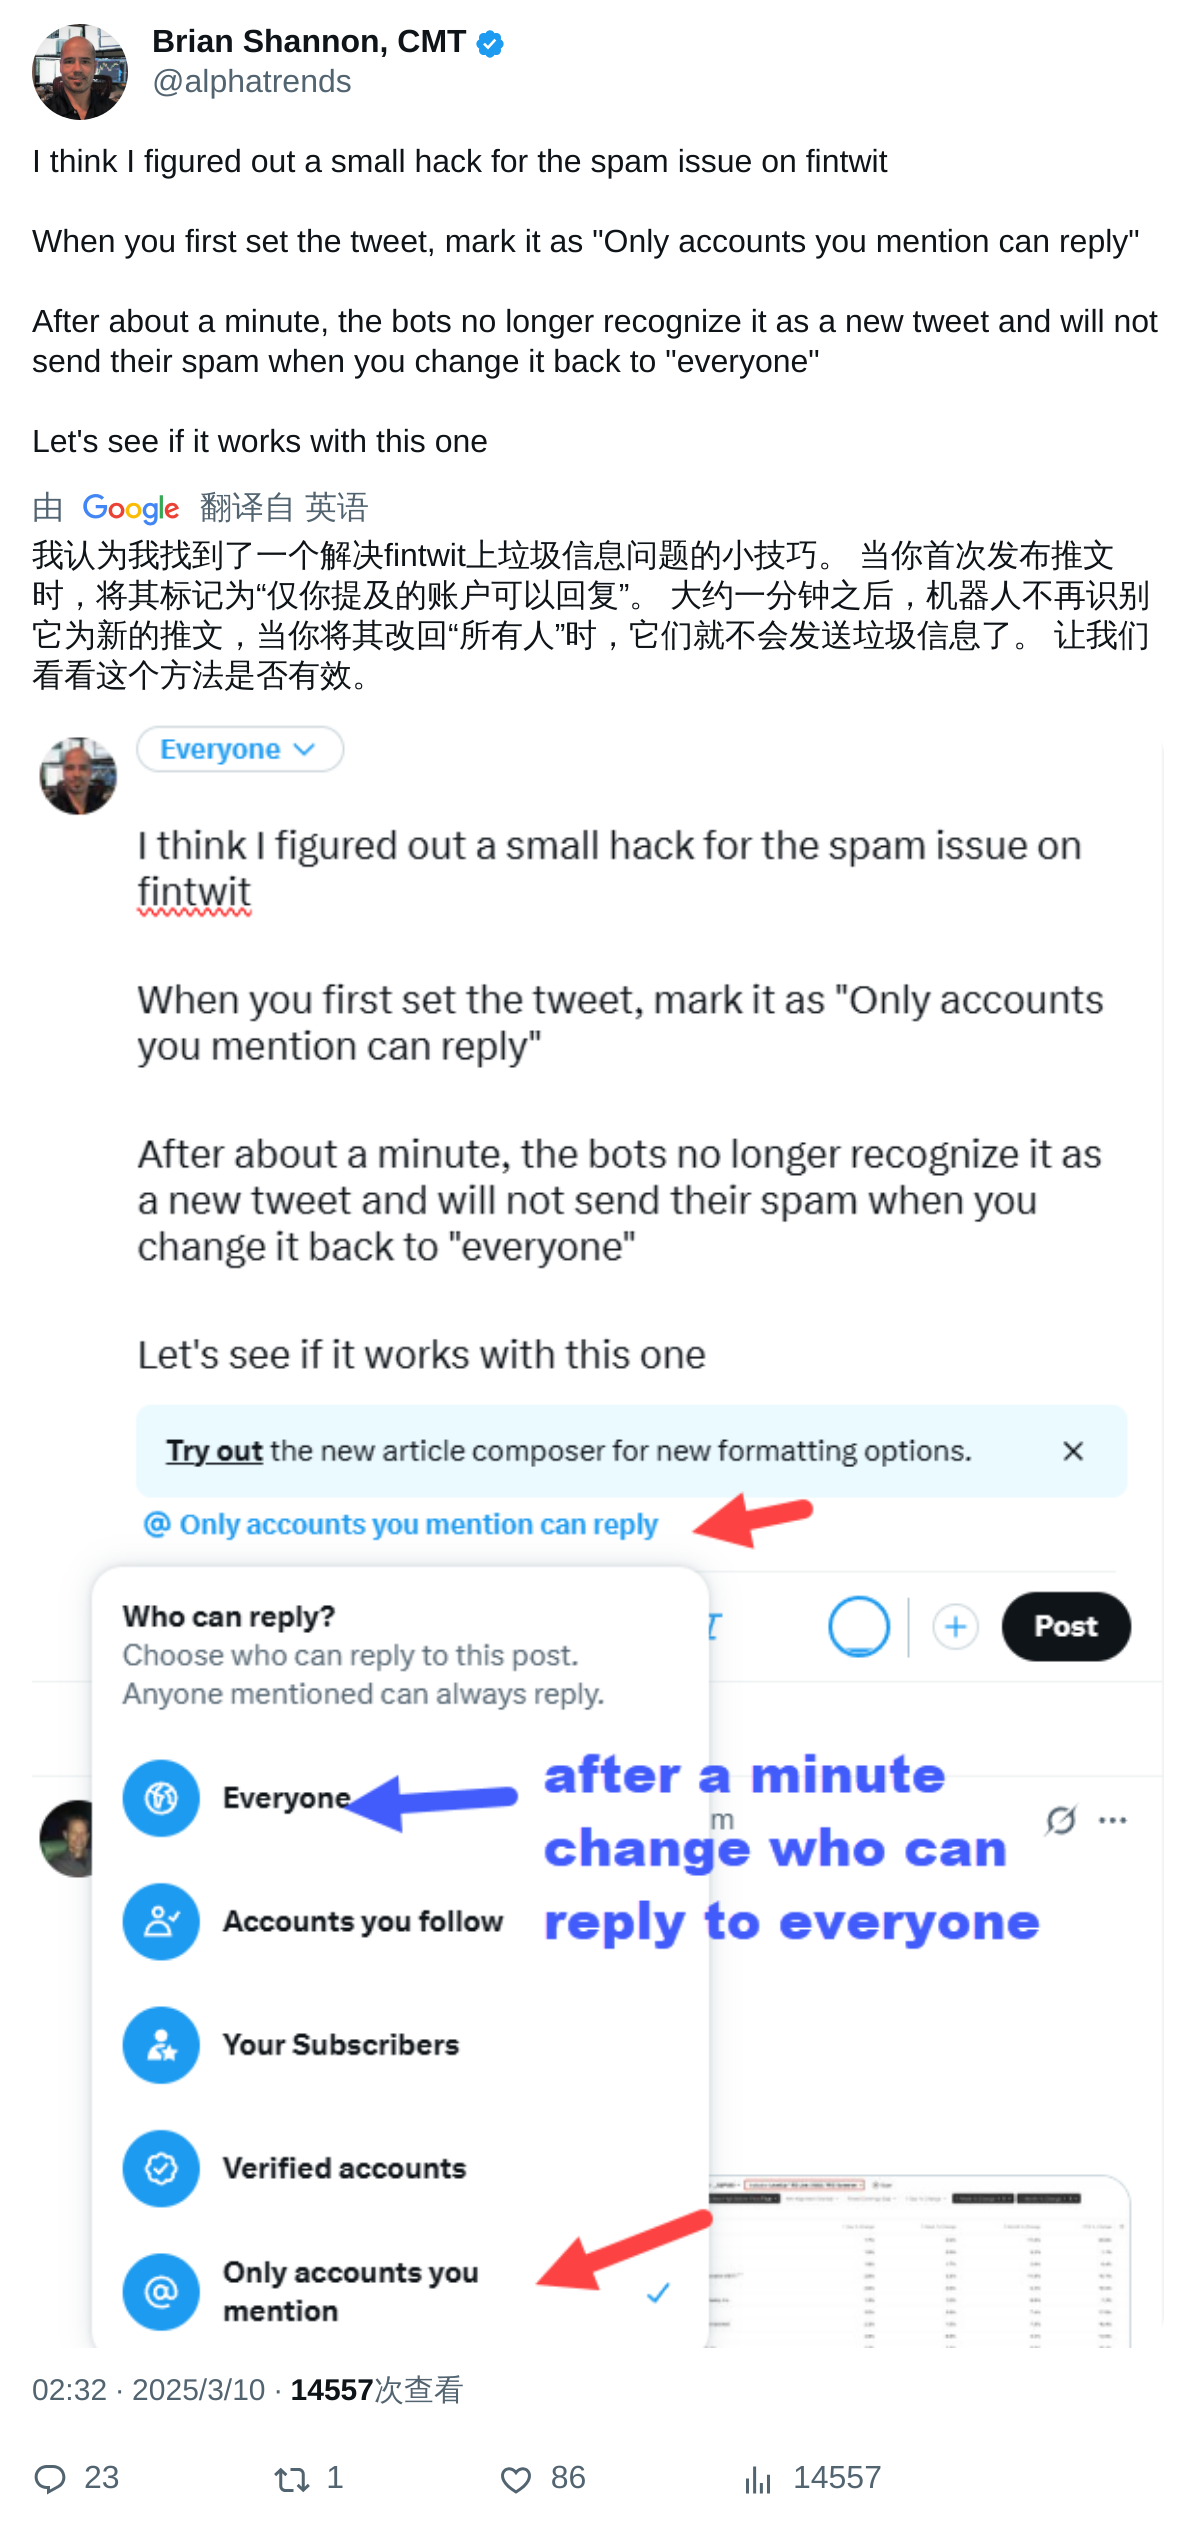 Brian Shannon, CMT
@alphatrends
I think I figured out a small hack for the spam issue on fintwit
When you first set the tweet, mark it as "Only accounts you mention can reply"
After about a minute, the bots no longer recognize it as a new tweet and will not
send their spam when you change it back to "everyone"
Let's see if it works with this one
由 Google 翻译自 英语
我认为我找到了一个解决fintwit上垃圾信息问题的小技巧。 当你首次发布推文
时，将其标记为“仅你提及的账户可以回复”。 大约一分钟之后，机器人不再识别
它为新的推文，当你将其改回“所有人”时，它们就不会发送垃圾信息了。 让我们
看看这个方法是否有效。
Everyone
I think I figured out a small hack for the spam issue on
fintwit
When you first set the tweet, mark it as "Only accounts
you mention can reply"
After about a minute, the bots no longer recognize it as
a new tweet and will not send their spam when you
change it back to "everyone"
Let's see if it works with this one
Try out the new article composer for new formatting options.
@ Only accounts you mention can reply
Who can reply?
Choose who can reply to this post.
Anyone mentioned can always reply.
Post
Everyone
Accounts you follow
Your Subscribers
Verified accounts
Only accounts you
mention
after a minute
change who can
reply to everyone
02:32 · 2025/3/10 · 14557次查看
23 1 86 14557